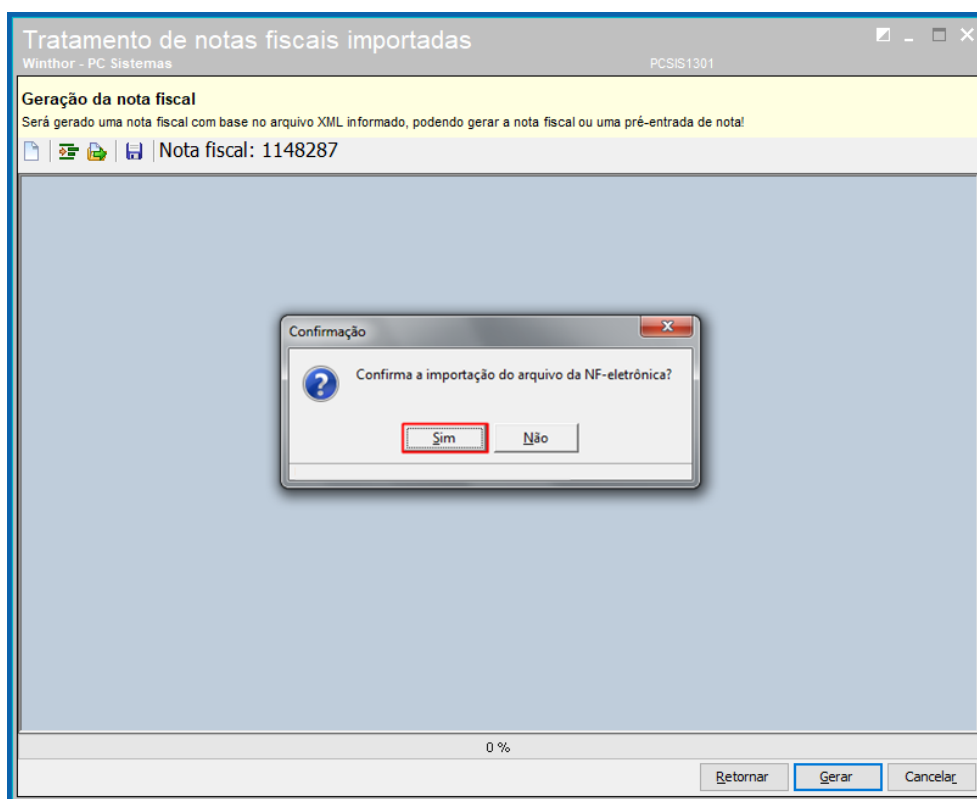 Tratamento de notas fiscais importadas
Winthor - PC Sistemas PCSIS1301
Geração da nota fiscal
Será gerado uma nota fiscal com base no arquivo XML informado, podendo gerar a nota fiscal ou uma pré-entrada de nota!
Nota fiscal: 1148287
Confirmação
Confirma a importação do arquivo da NF-eletrônica?
Sim Não
0 %
Retornar Gerar Cancelar